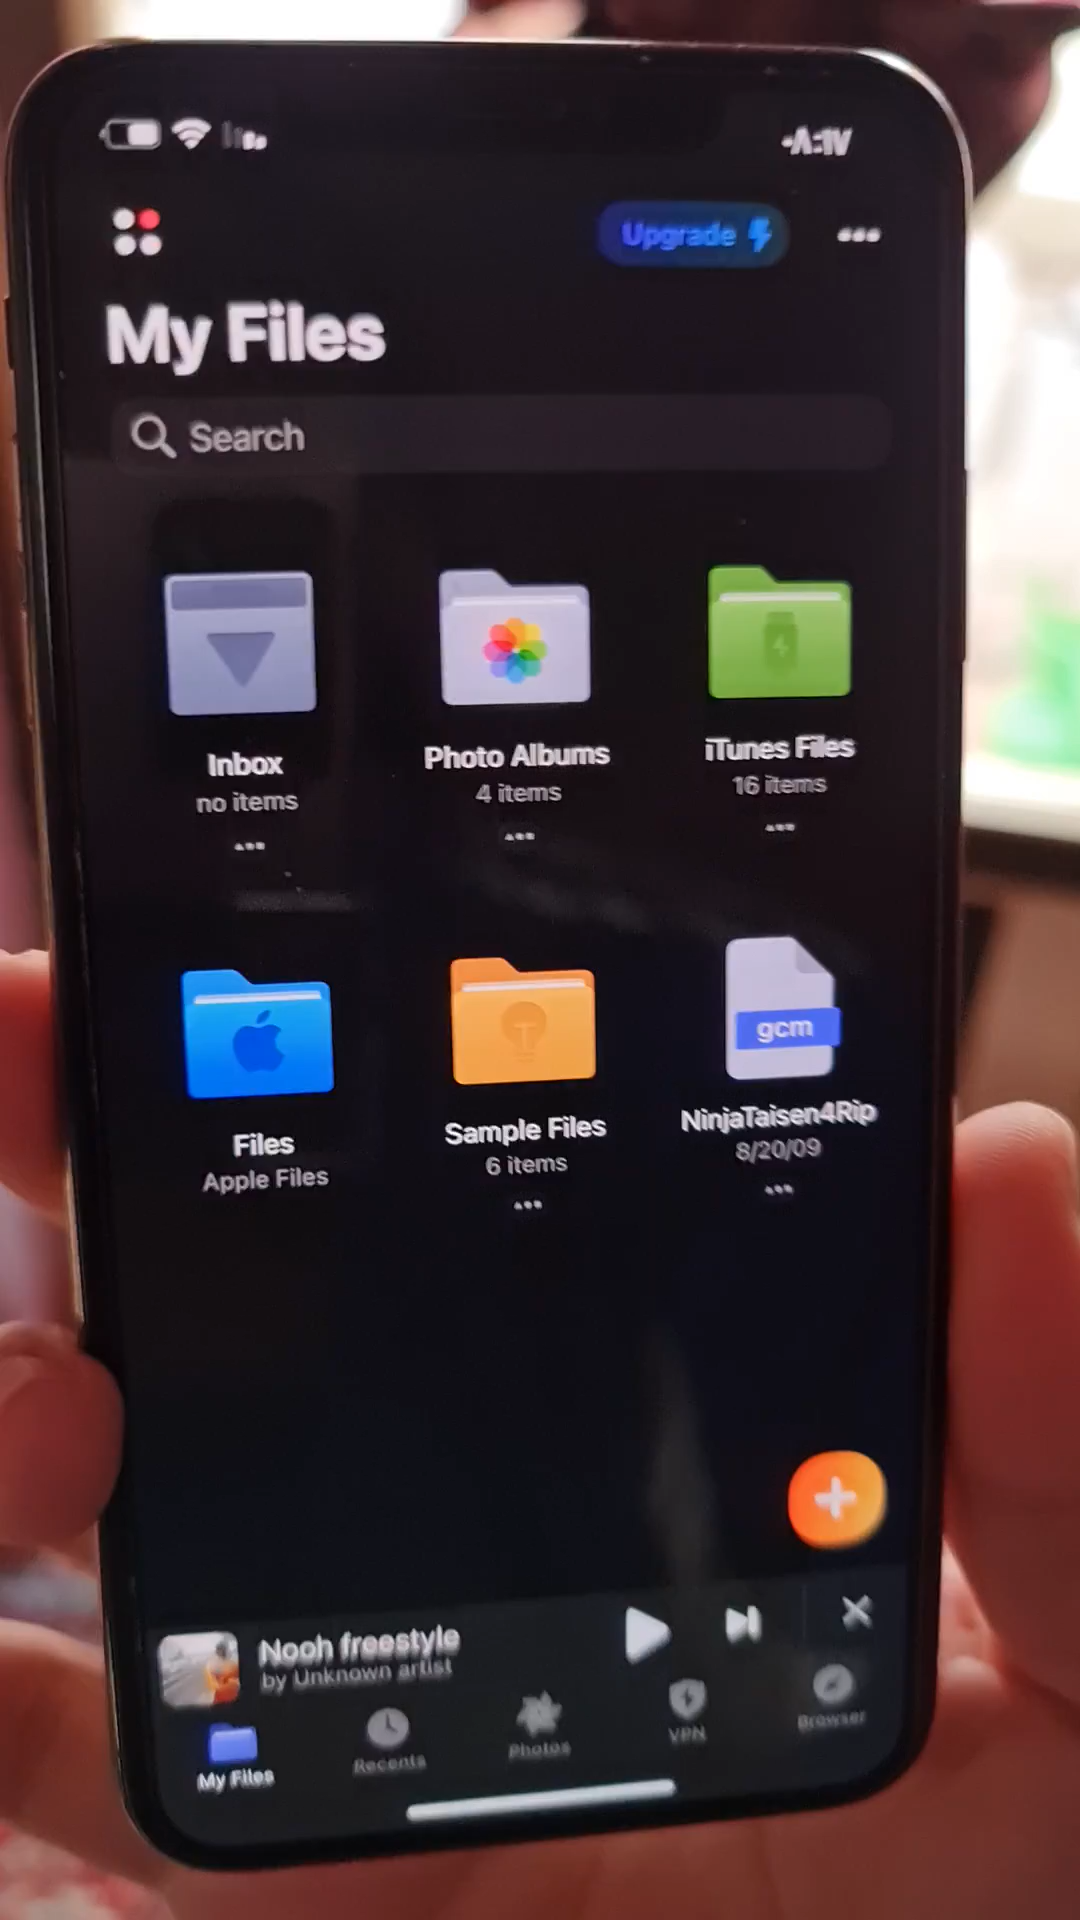 Upgrade
My Files
Search
Inbox
no items
Photo Albums
4 items
iTunes Files
16 items
Files
Apple Files
Sample Files
6 items
gcm
NinjaTaisen4Rip
8/20/09
Nooh freestyle
by Unknown artist
My Files
Recents
Photos
VPN
Browser